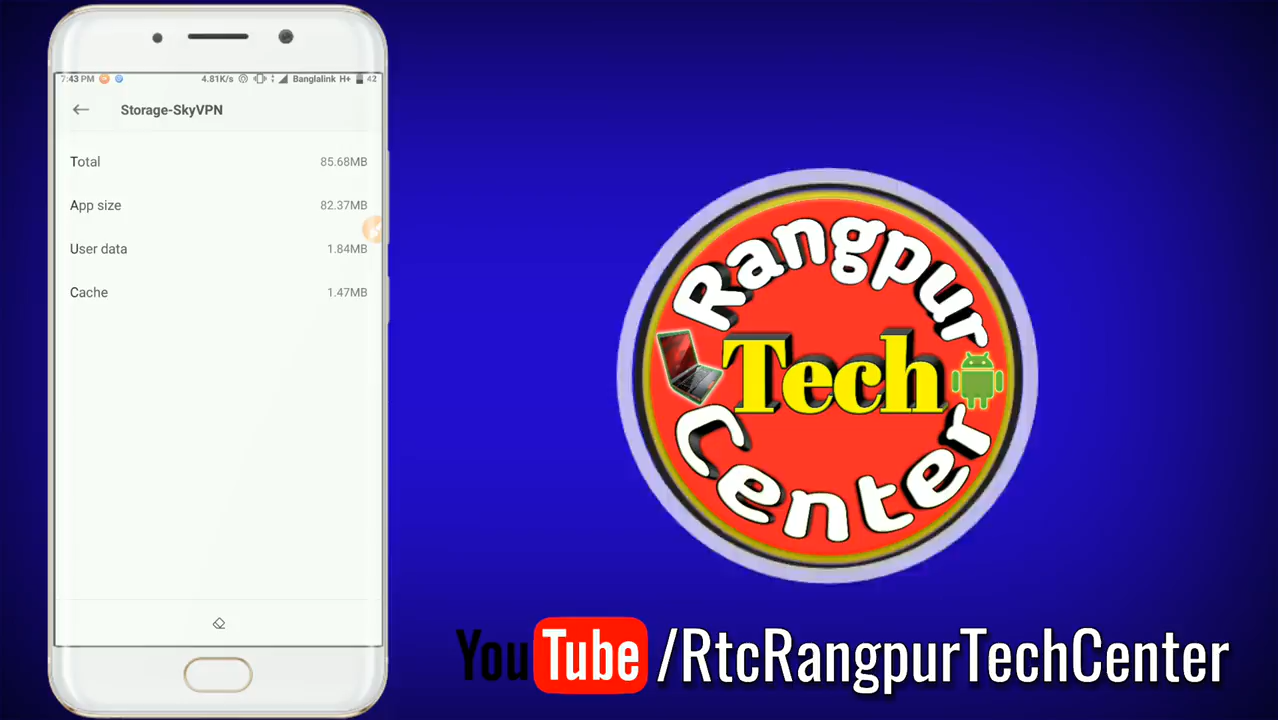 7:43 PM 4.81K/s Banglalink H+ 42
Storage-SkyVPN
Total 85.68MB
App size 82.37MB
User data 1.84MB
Cache 1.47MB
Rangpur
Tech
Center
YouTube /RtcRangpurTechCenter